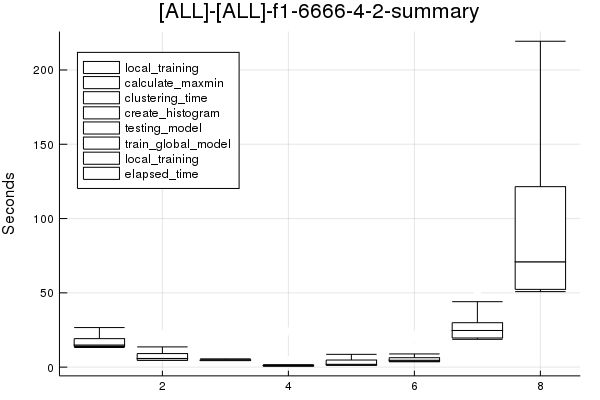 [ALL]-[ALL]-f1-6666-4-2-summary
Seconds
200
150
100
50
0
local_training
calculate_maxmin
clustering_time
create_histogram
testing_model
train_global_model
local_training
elapsed_time
2
4
6
8